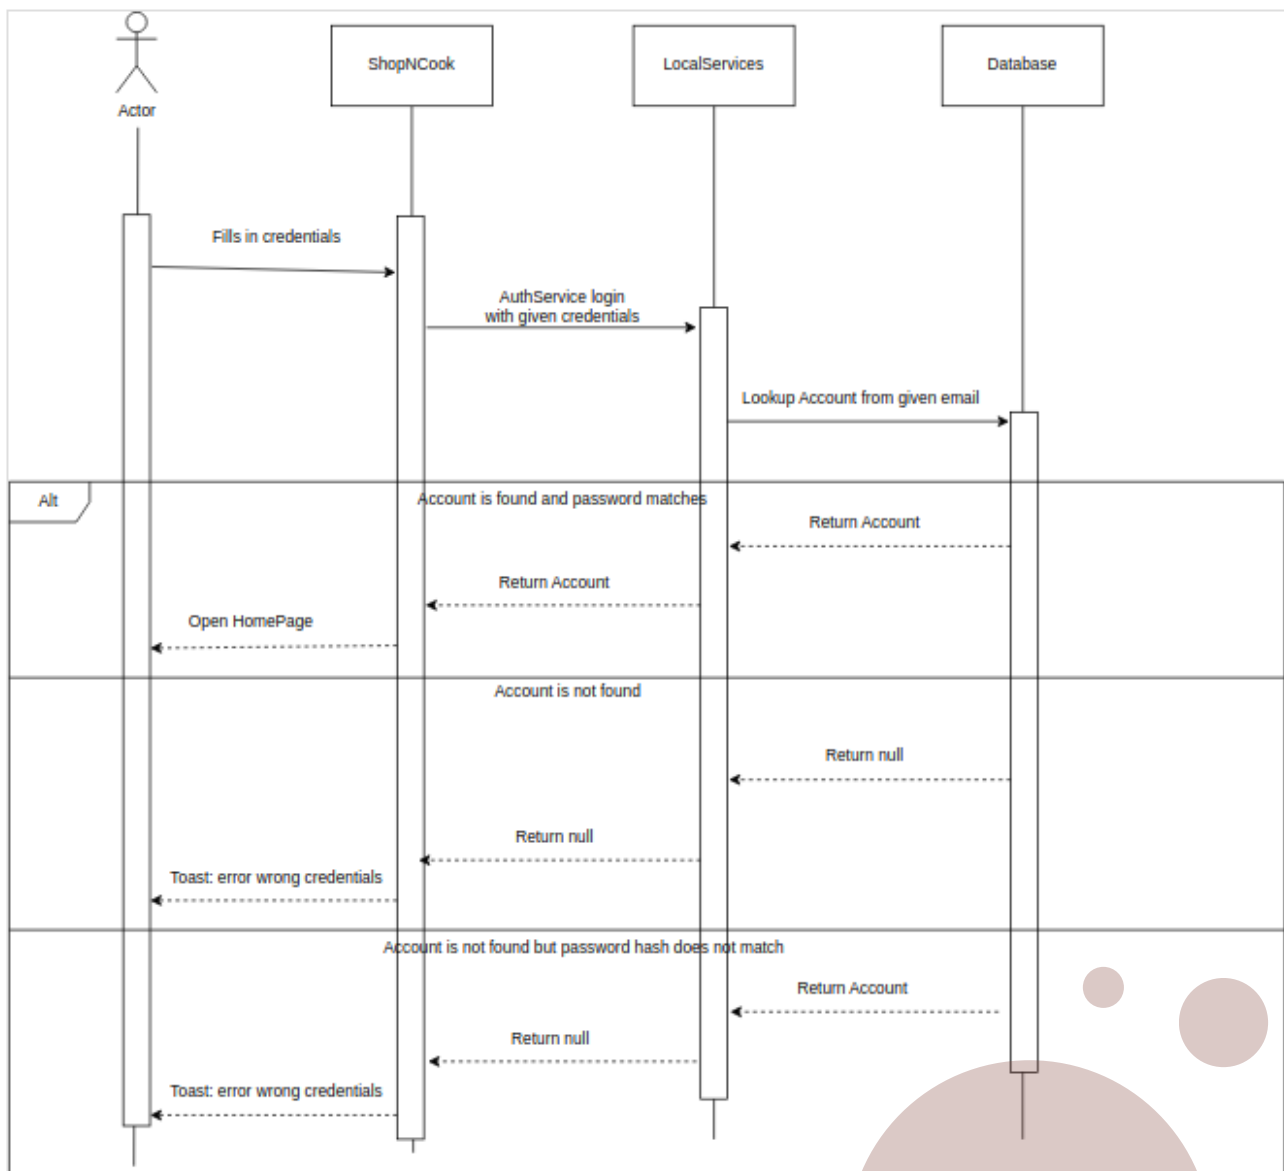 Actor
ShopNCook
LocalServices
Database
Fills in credentials
AuthService login
with given credentials
Lookup Account from given email
Alt
Account is found and password matches
Return Account
Return Account
Open HomePage
Account is not found
Return null
Return null
Toast: error wrong credentials
Account is not found but password hash does not match
Return Account
Return null
Toast: error wrong credentials